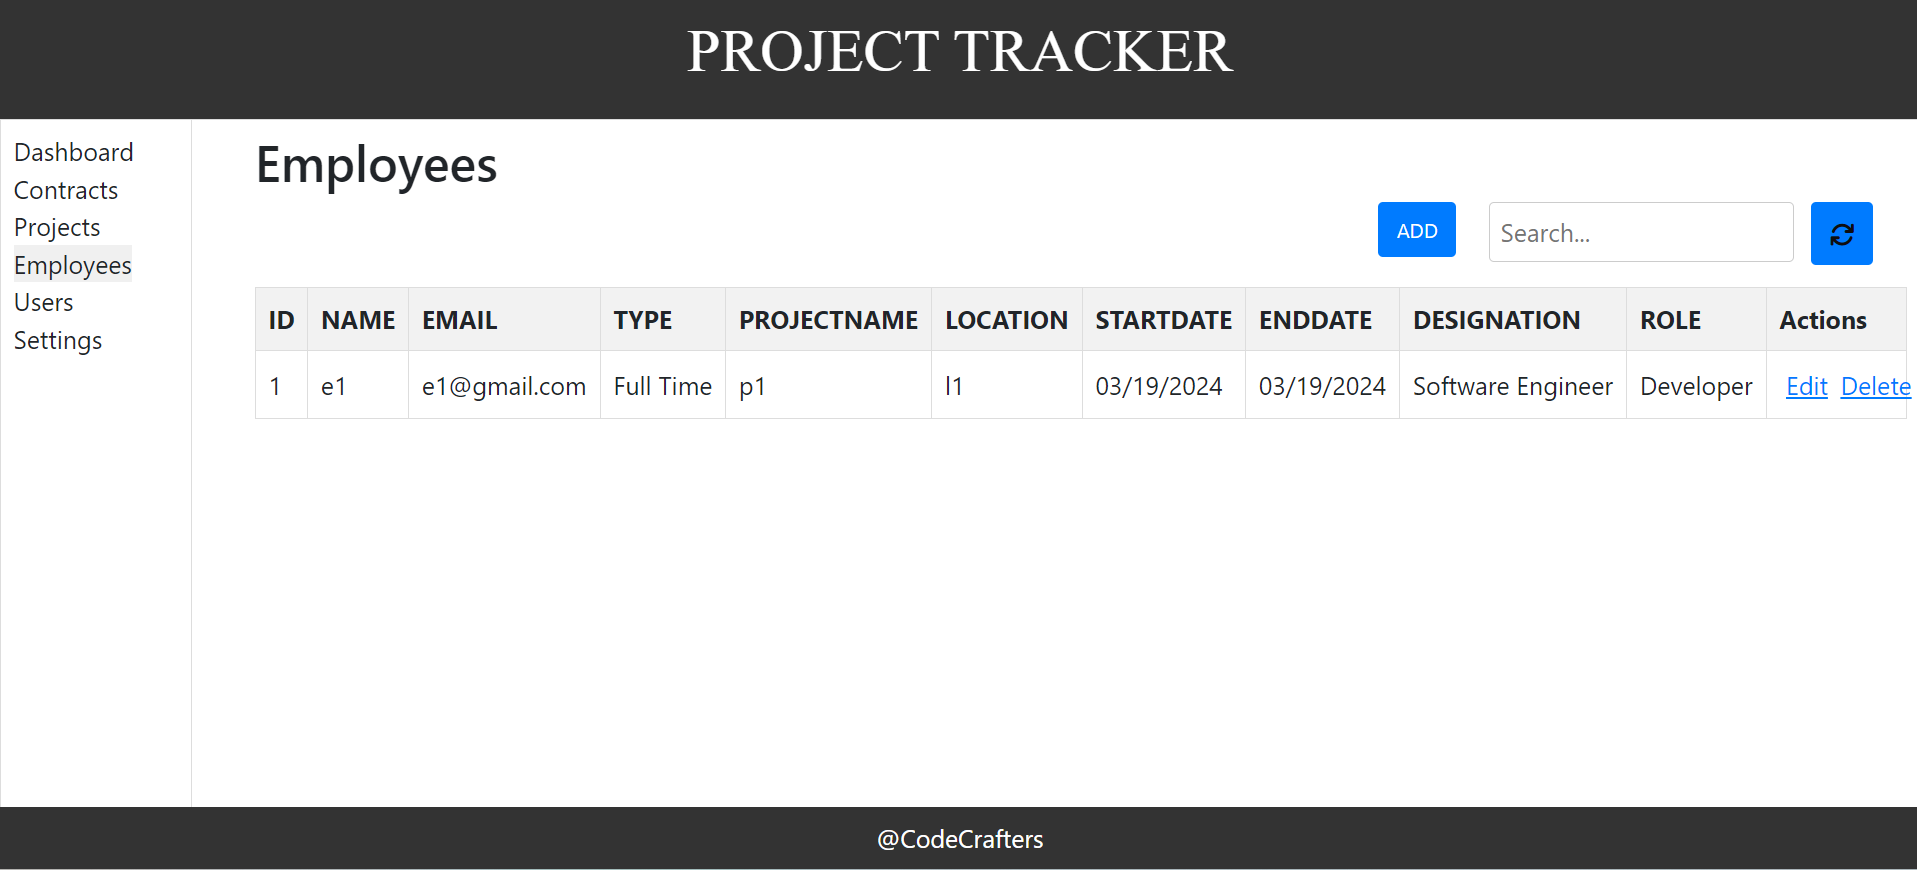 PROJECT TRACKER
Dashboard
Contracts
Projects
Employees
Users
Settings
Employees
ADD Search...
ID NAME EMAIL TYPE PROJECTNAME LOCATION STARTDATE ENDDATE DESIGNATION ROLE Actions
1 e1 e1@gmail.com Full Time p1 l1 03/19/2024 03/19/2024 Software Engineer Developer Edit Delete
@CodeCrafters